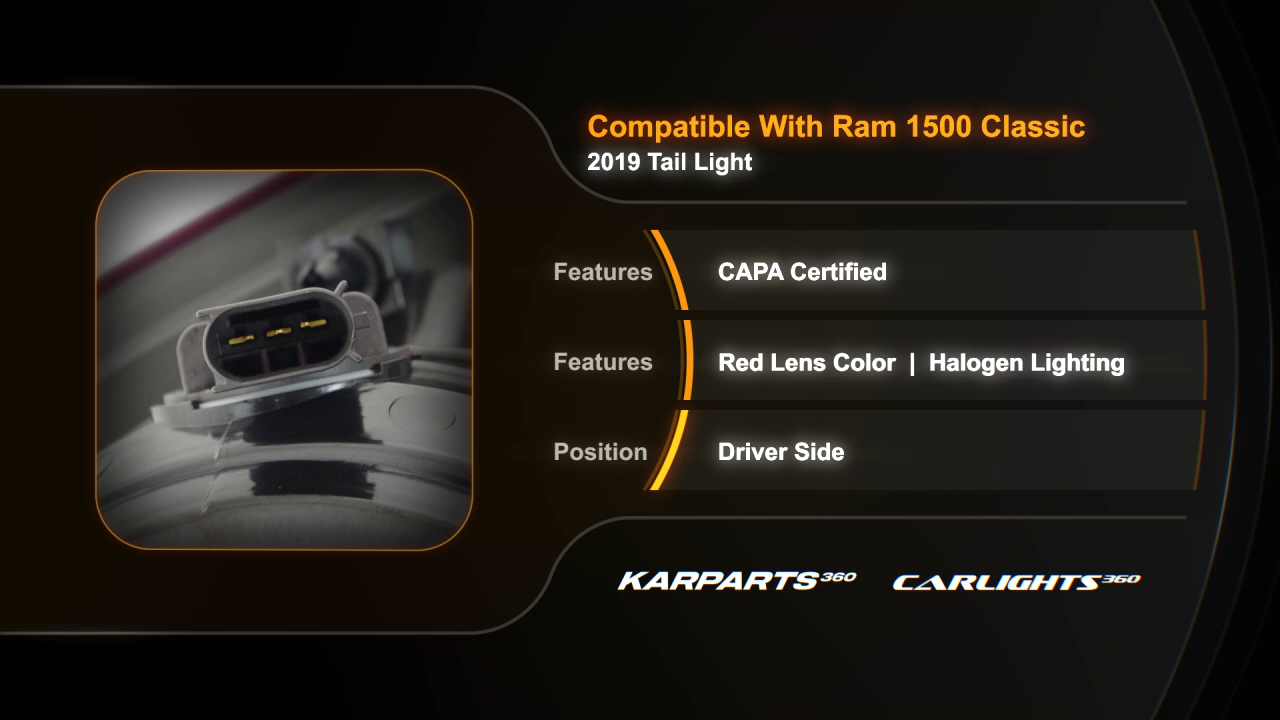 Compatible With Ram 1500 Classic
2019 Tail Light
Features
CAPA Certified
Features
Red Lens Color | Halogen Lighting
Position
Driver Side
KARPARTS360
CARLIGHTS360